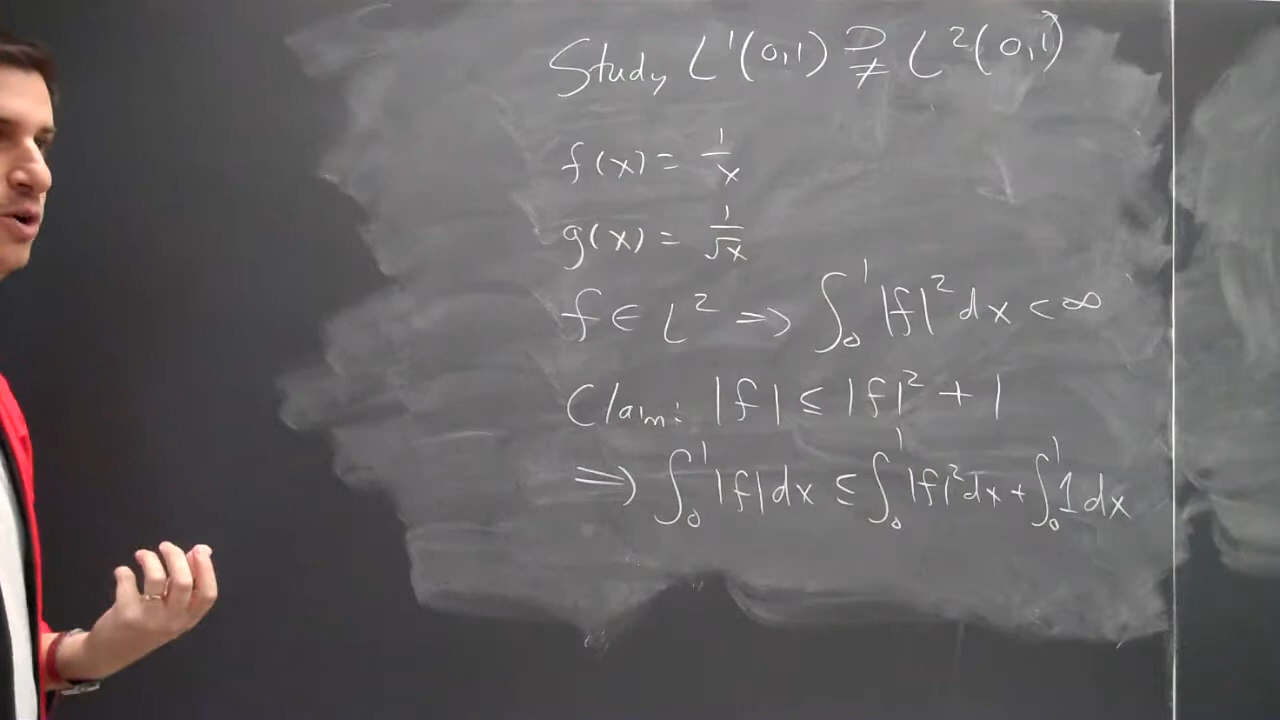 Study L¹(0,1) ⊋ L²(0,1)
f(x) = 1/x
g(x) = 1/√x
f ∈ L² ⇒ ∫₀¹ |f|² dx < ∞
Claim: |f| ≤ |f|² + 1
⇒ ∫₀¹ |f| dx ≤ ∫₀¹ |f|² dx + ∫₀¹ 1 dx